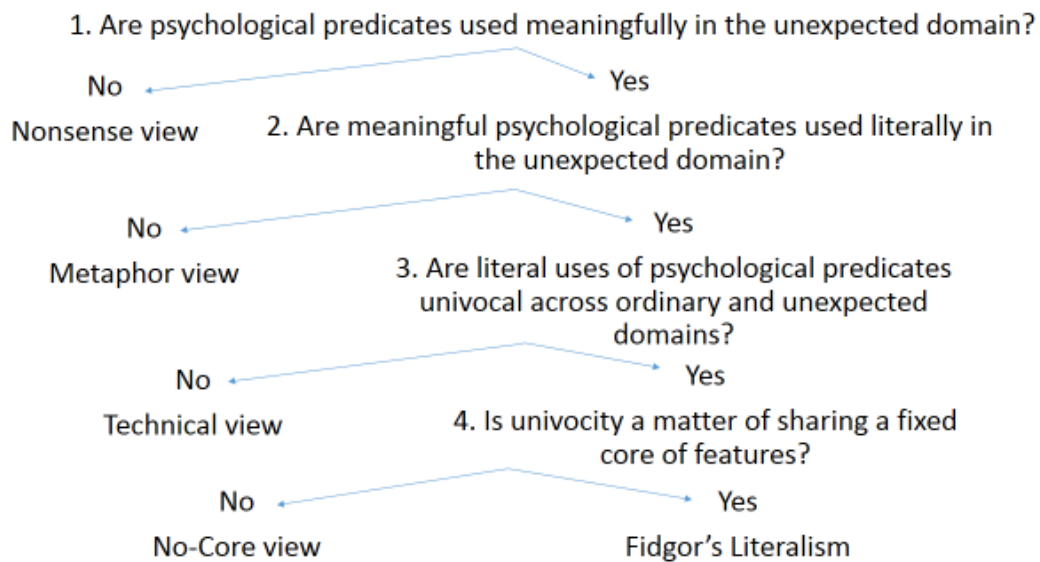 1. Are psychological predicates used meaningfully in the unexpected domain?
No
Yes
Nonsense view
2. Are meaningful psychological predicates used literally in
the unexpected domain?
No
Yes
Metaphor view
3. Are literal uses of psychological predicates
univocal across ordinary and unexpected
domains?
No
Yes
Technical view
4. Is univocity a matter of sharing a fixed
core of features?
No
Yes
No-Core view
Fidgor's Literalism